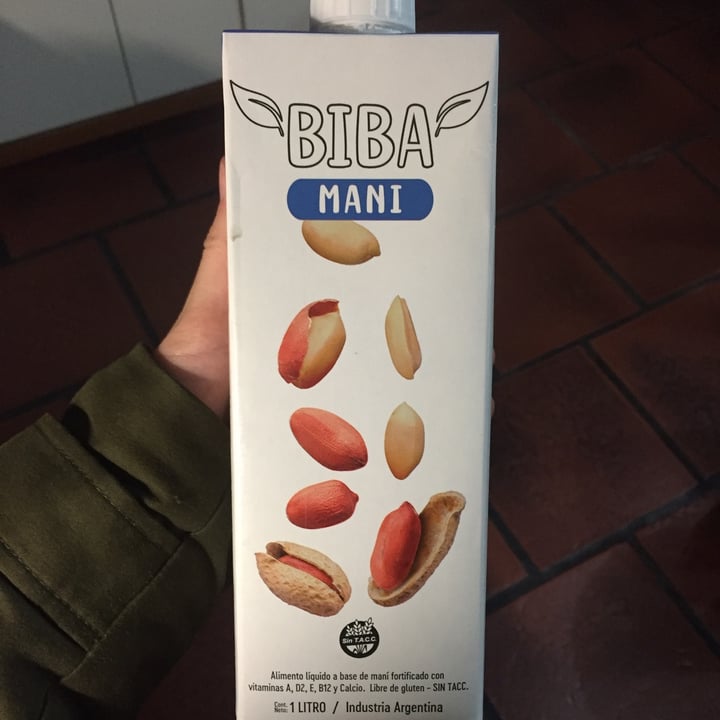 BIBA
MANI
Sin T.A.C.C.
Alimento líquido a base de maní fortificado con
vitaminas A, D2, E, B12 y Calcio. Libre de gluten - SIN TACC.
Cont.
Neto: 1 LITRO / Industria Argentina